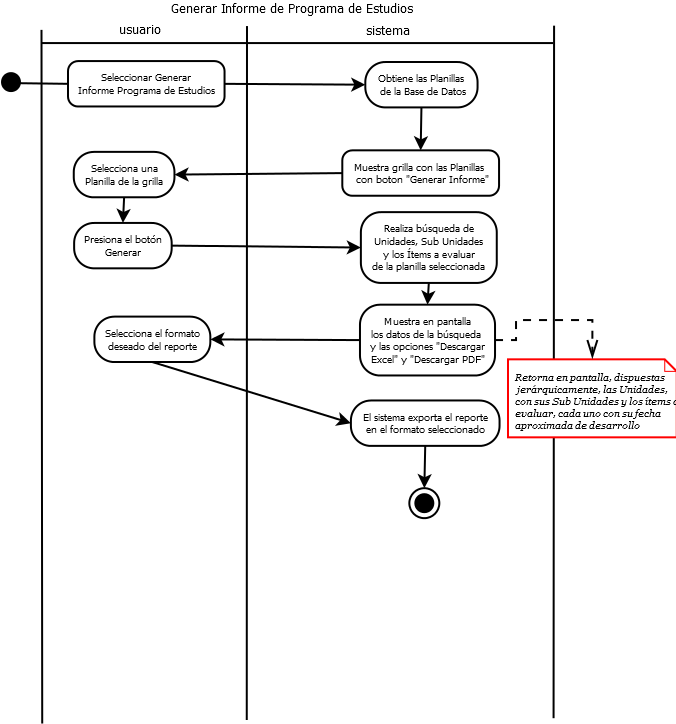 Generar Informe de Programa de Estudios
usuario
sistema
Seleccionar Generar
Informe Programa de Estudios
Obtiene las Planillas
de la Base de Datos
Muestra grilla con las Planillas
con boton "Generar Informe"
Selecciona una
Planilla de la grilla
Presiona el botón
Generar
Realiza búsqueda de
Unidades, Sub Unidades
y los Ítems a evaluar
de la planilla seleccionada
Muestra en pantalla
los datos de la búsqueda
y las opciones "Descargar
Excel" y "Descargar PDF"
Selecciona el formato
deseado del reporte
Retorna en pantalla, dispuestas
jerárquicamente, las Unidades,
con sus Sub Unidades y los ítems a
evaluar, cada uno con su fecha
aproximada de desarrollo
El sistema exporta el reporte
en el formato seleccionado